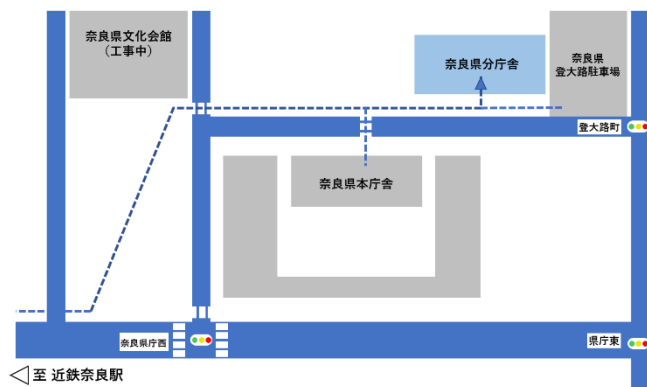 奈良県文化会館
（工事中）
奈良県分庁舎
奈良県
登大路駐車場
登大路町
奈良県本庁舎
奈良県庁西
県庁東
至 近鉄奈良駅